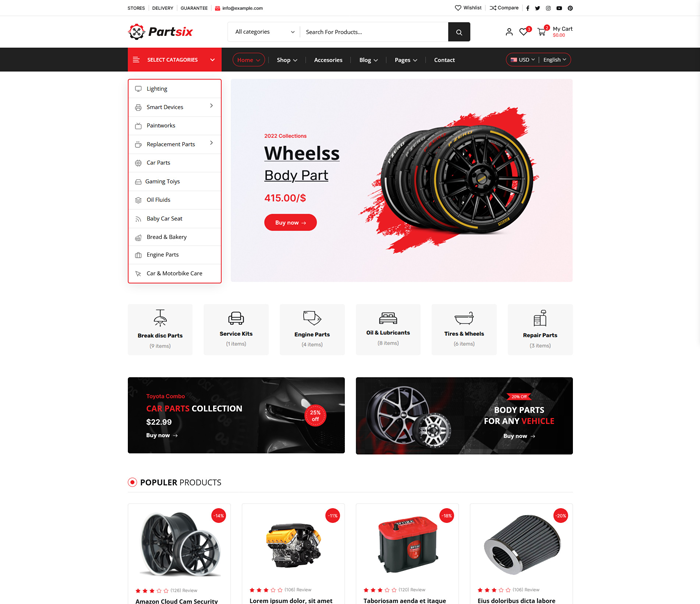 STORES DELIVERY GUARANTEE info@example.com
Wishlist Compare
Partsix
All categories
Search For Products...
3
2
My Cart
$0.00
SELECT CATAGORIES
Home Shop Accesories Blog Pages Contact
USD English
Lighting
Smart Devices
Paintworks
Replacement Parts
Car Parts
Gaming Toiys
Oil Fluids
Baby Car Seat
Bread & Bakery
Engine Parts
Car & Motorbike Care
2022 Collections
Wheelss
Body Part
415.00/$
Buy now →
Break disc Parts
(9 items)
Service Kits
(1 items)
Engine Parts
(4 items)
Oil & Lubricants
(8 items)
Tires & Wheels
(6 items)
Repair Parts
(3 items)
Toyota Combo
CAR PARTS COLLECTION
$22.99
Buy now →
25%
off
20% Off
BODY PARTS
FOR ANY VEHICLE
Buy now →
POPULER PRODUCTS
-14%
-11%
-18%
-20%
(126) Review
Amazon Cloud Cam Security
(106) Review
Lorem ipsum dolor, sit amet
(120) Review
Taboriosam aenda et itaque
(106) Review
Eius doloribus dicta labore